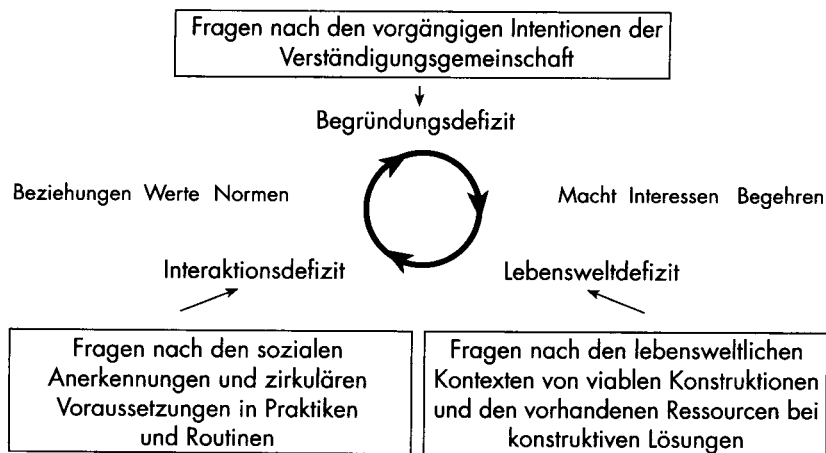 Fragen nach den vorgängigen Intentionen der
Verständigungsgemeinschaft
Begründungsdefizit
Beziehungen Werte Normen
Macht Interessen Begehren
Interaktionsdefizit
Lebensweltdefizit
Fragen nach den sozialen
Anerkennungen und zirkulären
Voraussetzungen in Praktiken
und Routinen
Fragen nach den lebensweltlichen
Kontexten von viablen Konstruktionen
und den vorhandenen Ressourcen bei
konstruktiven Lösungen